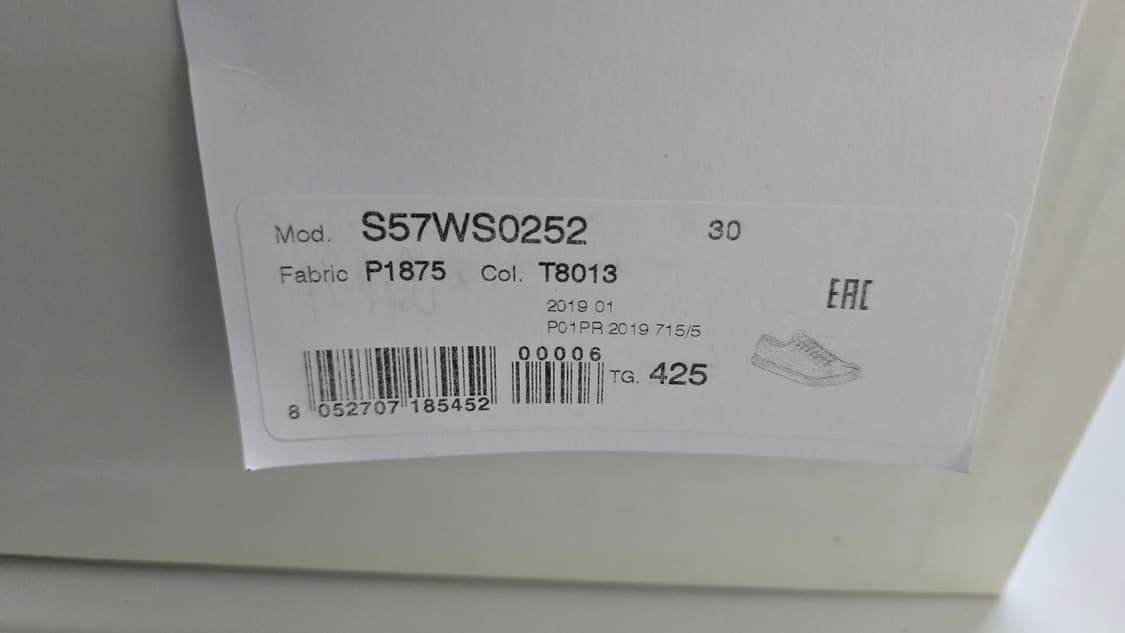 Mod. S57WS0252 30
Fabric P1875 Col. T8013
EAC
2019 01
P01PR 2019 715/5
00006
TG. 425
8 052707 185452